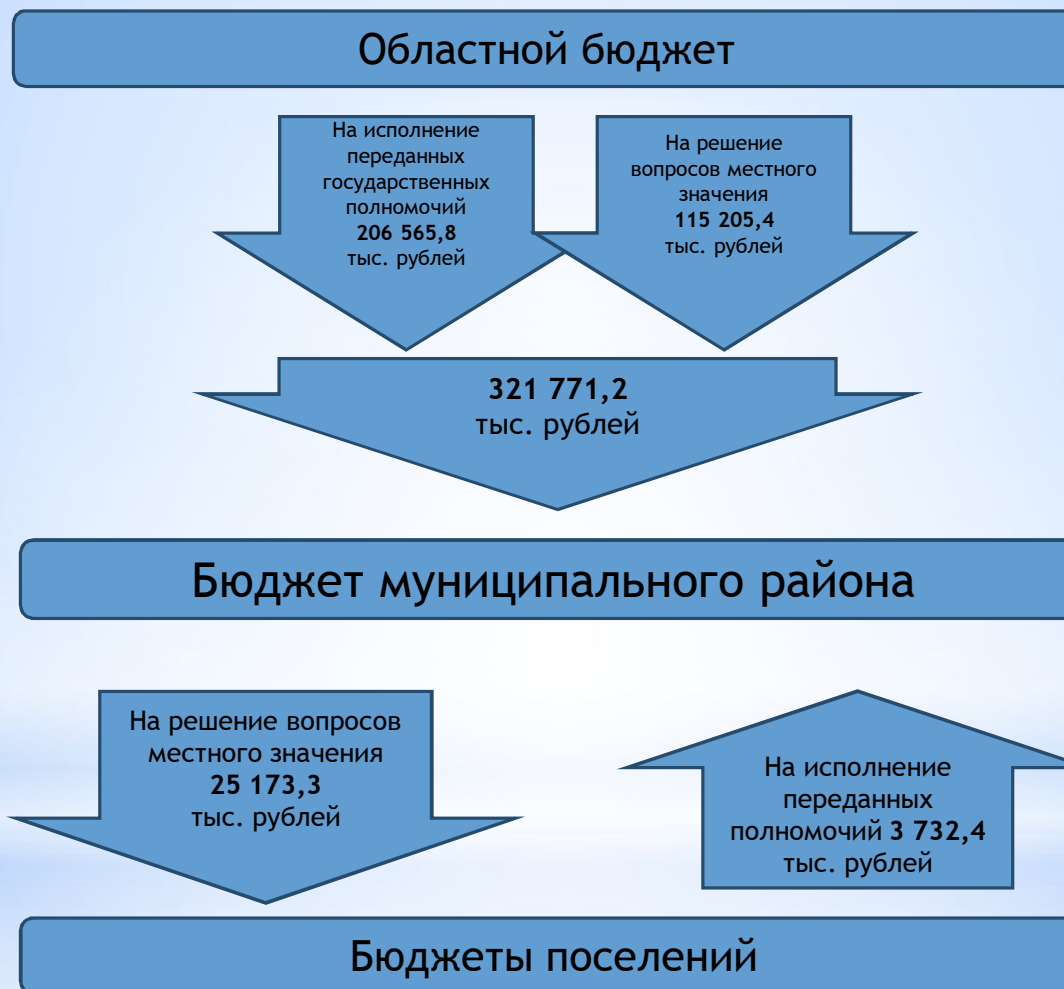 Областной бюджет
На исполнение
переданных
государственных
полномочий
206 565,8
тыс. рублей
На решение
вопросов местного
значения
115 205,4
тыс. рублей
321 771,2
тыс. рублей
Бюджет муниципального района
На решение вопросов
местного значения
25 173,3
тыс. рублей
На исполнение
переданных
полномочий 3 732,4
тыс. рублей
Бюджеты поселений